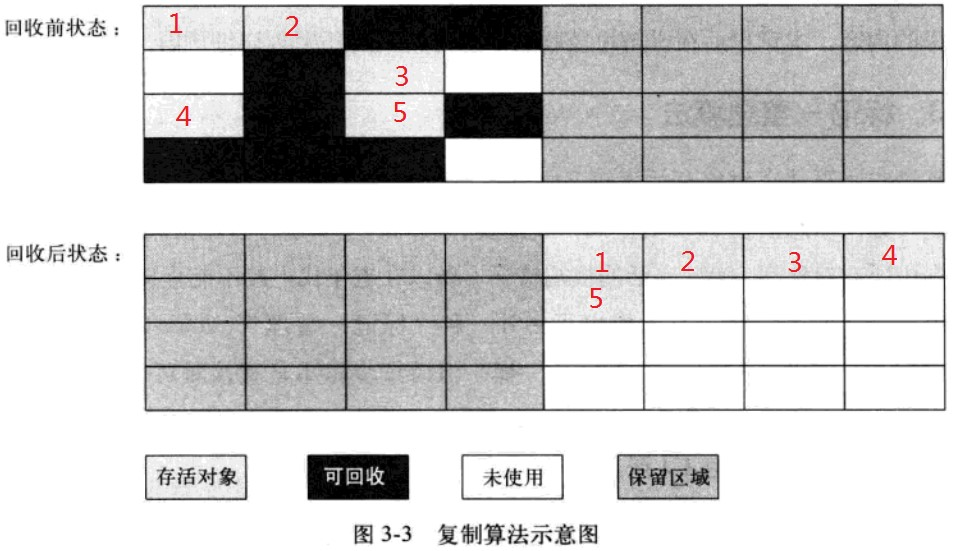 回收前状态：
1 2
3
4 5
回收后状态：
1 2 3 4
5
存活对象 可回收 未使用 保留区域
图 3-3 复制算法示意图